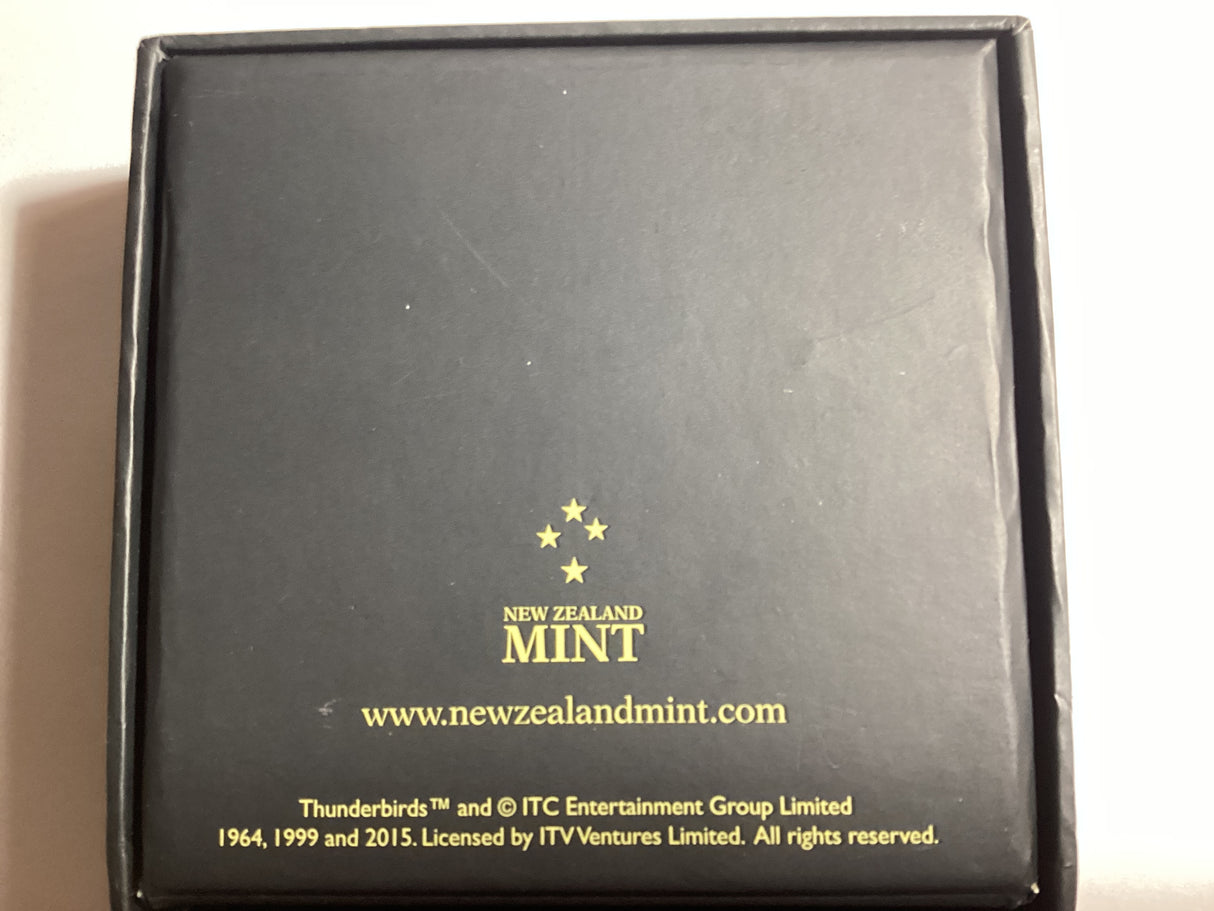 NEW ZEALAND
MINT
www.newzealandmint.com
Thunderbirds™ and © ITC Entertainment Group Limited
1964, 1999 and 2015. Licensed by ITV Ventures Limited. All rights reserved.